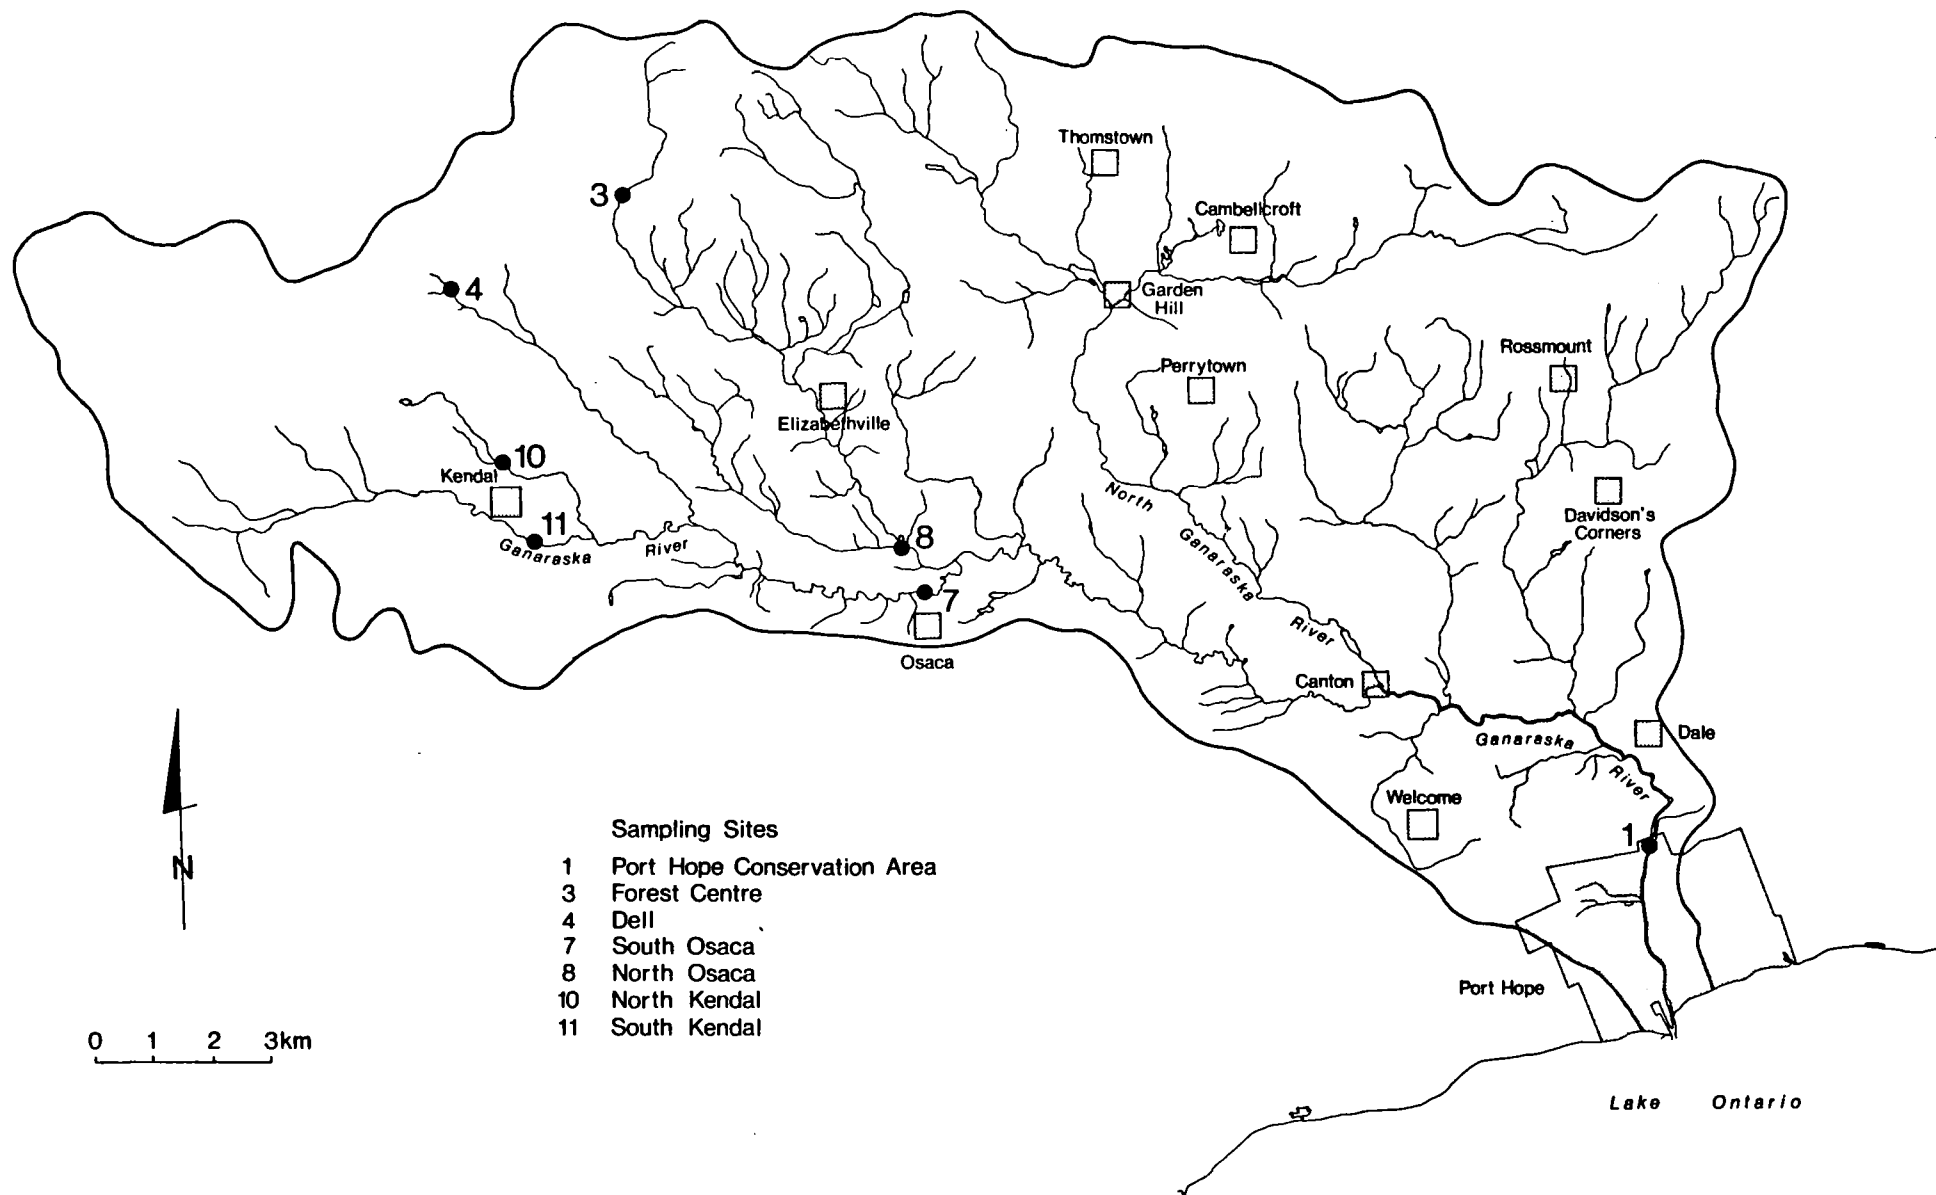 Thomstown
3
Cambellcroft
4
Garden
Hill
Rossmount
Perrytown
Elizabethville
10
Kendal
North
Davidson's
Corners
11
8
Ganaraska
River
Ganaraska
7
River
Osaca
Canton
Ganaraska
Dale
River
Welcome
1
Sampling Sites
1 Port Hope Conservation Area
3 Forest Centre
4 Dell
7 South Osaca
8 North Osaca
10 North Kendal
11 South Kendal
N
Port Hope
0 1 2 3km
Lake Ontario